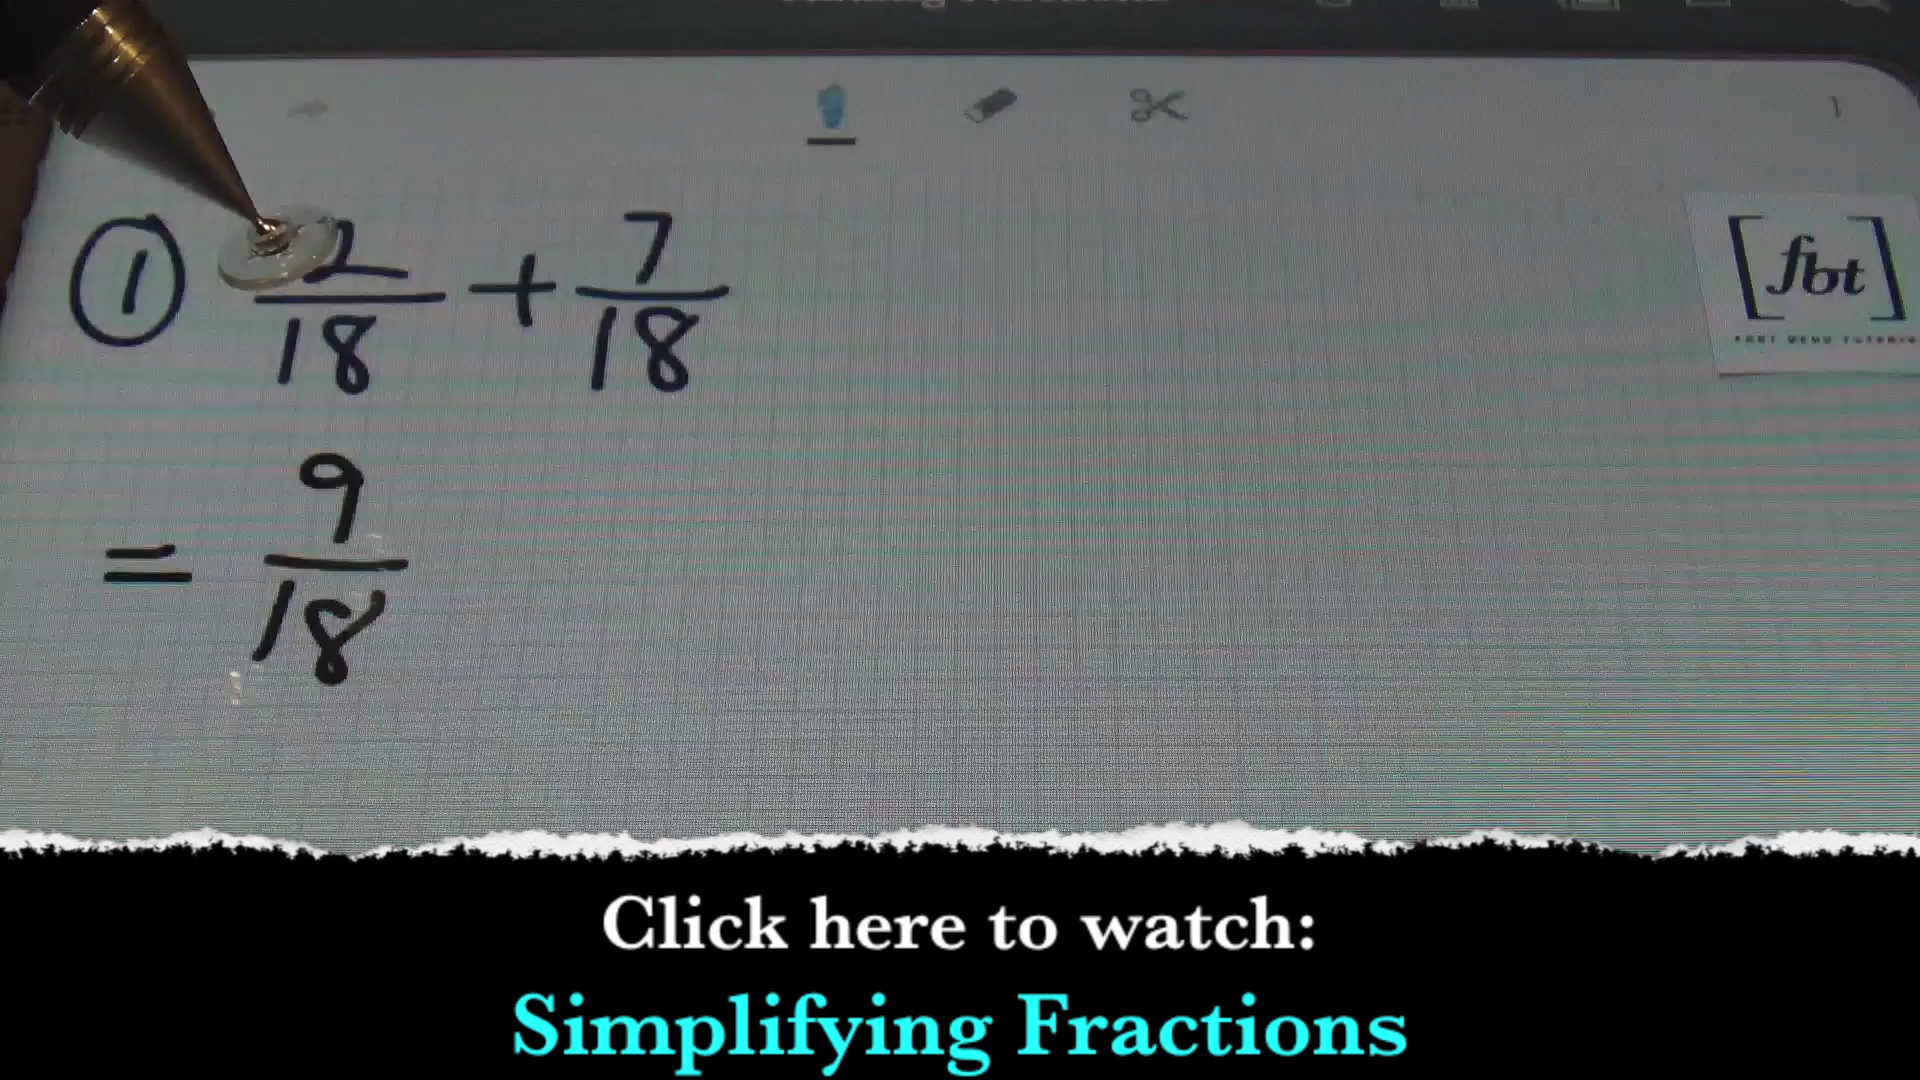 ① 2/18 + 7/18
= 9/18
[fbt]
Click here to watch:
Simplifying Fractions